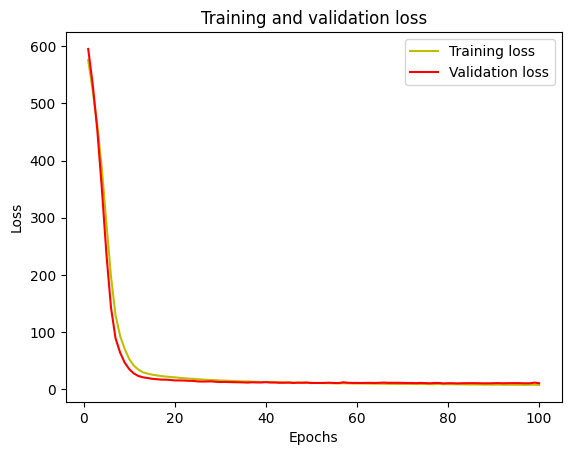 Training and validation loss
600
500
400
300
200
100
0
Loss
Training loss
Validation loss
0 20 40 60 80 100
Epochs